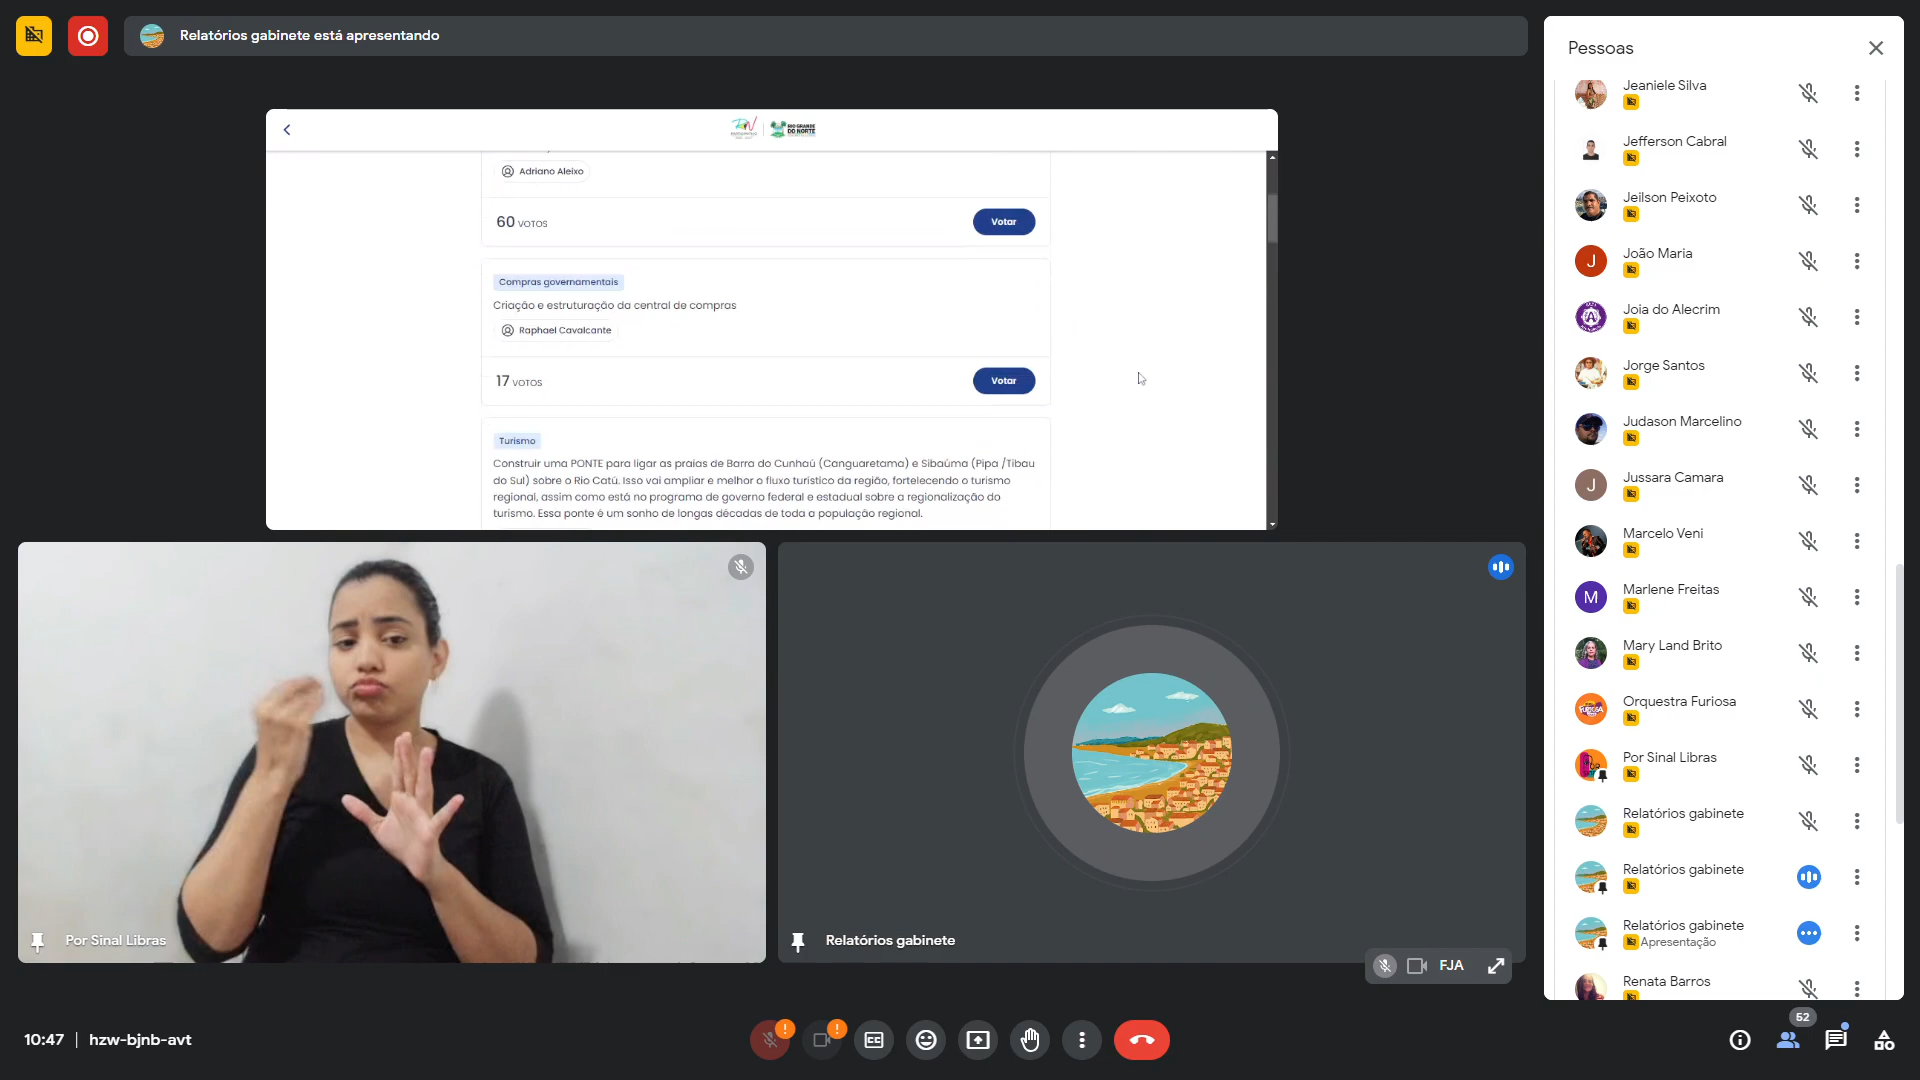 Relatórios gabinete está apresentando
RIO GRANDE
DO NORTE
Adriano Aleixo
60 VOTOS
Votar
Compras governamentais
Criação e estruturação da central de compras
Raphael Cavalcante
17 VOTOS
Votar
Turismo
Construir uma PONTE para ligar as praias de Barra do Cunhaú (Canguaretama) e Sibaúma (Pipa /Tibau
do Sul) sobre o Rio Catú. Isso vai ampliar e melhor o fluxo turístico da região, fortelecendo o turismo
regional, assim como está no programa de governo federal e estadual sobre a regionalização do
turismo. Essa ponte é um sonho de longas décadas de toda a população regional.
Por Sinal Libras
Relatórios gabinete
FJA
10:47
hzw-bjnb-avt
52
Pessoas
Jeaniele Silva
Jefferson Cabral
Jeilson Peixoto
J
João Maria
Joia do Alecrim
Jorge Santos
Judason Marcelino
J
Jussara Camara
Marcelo Veni
M
Marlene Freitas
Mary Land Brito
FURIOSA
Orquestra Furiosa
Por Sinal Libras
Relatórios gabinete
Relatórios gabinete
Relatórios gabinete
Apresentação
Renata Barros